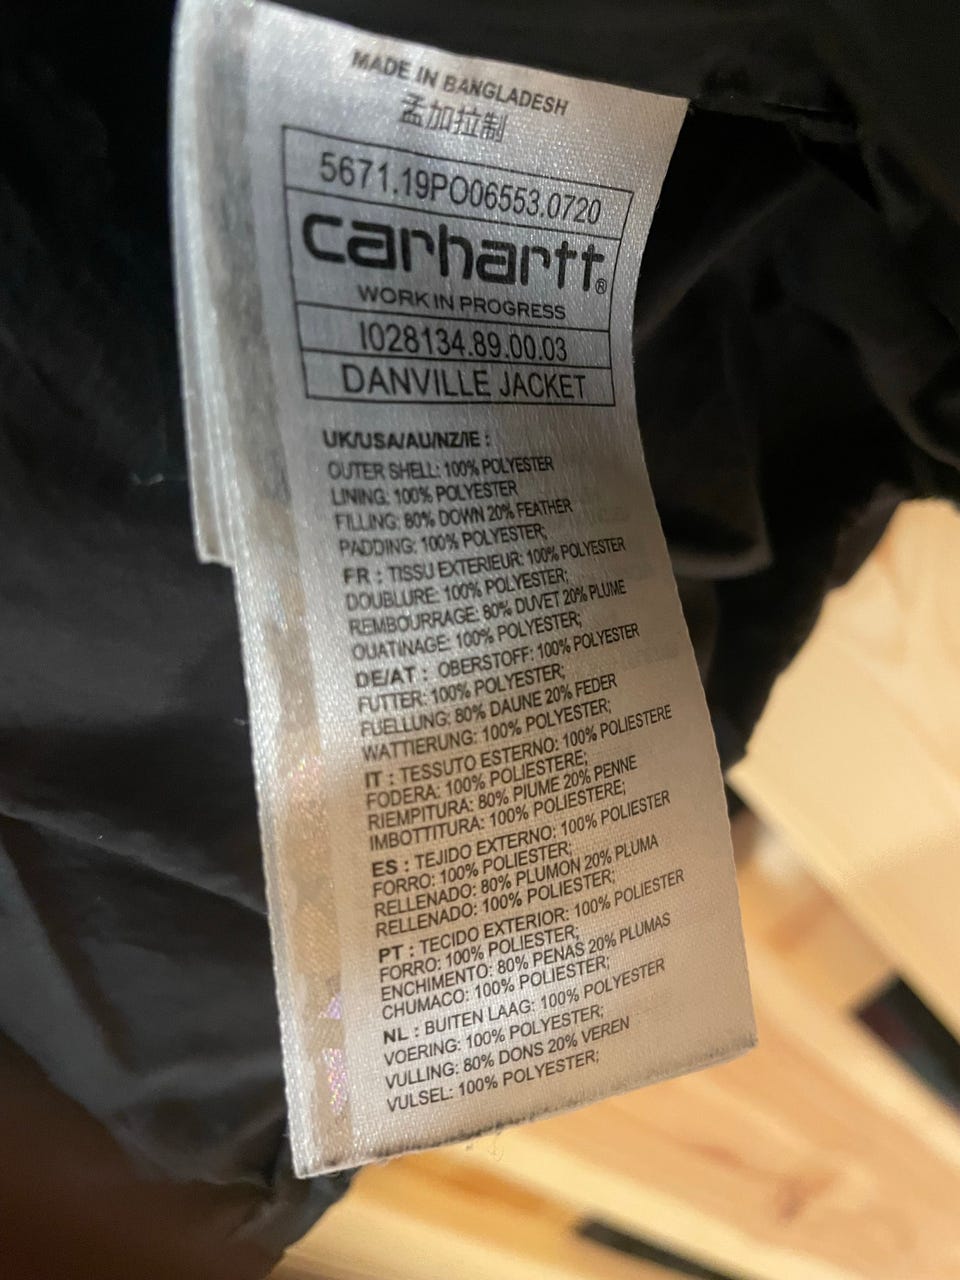 MADE IN BANGLADESH
孟加拉制
5671.19PO06553.0720
carhartt®
WORK IN PROGRESS
I028134.89.00.03
DANVILLE JACKET
UK/USA/AU/NZ/IE :
OUTER SHELL: 100% POLYESTER
LINING: 100% POLYESTER
FILLING: 80% DOWN 20% FEATHER
PADDING: 100% POLYESTER;
FR : TISSU EXTERIEUR: 100% POLYESTER
DOUBLURE: 100% POLYESTER;
REMBOURRAGE: 80% DUVET 20% PLUME
OUATINAGE: 100% POLYESTER;
DE/AT : OBERSTOFF: 100% POLYESTER
FUTTER: 100% POLYESTER;
FUELLUNG: 80% DAUNE 20% FEDER
WATTIERUNG: 100% POLYESTER;
IT : TESSUTO ESTERNO: 100% POLIESTERE
FODERA: 100% POLIESTERE;
RIEMPITURA: 80% PIUME 20% PENNE
IMBOTTITURA: 100% POLIESTERE;
ES : TEJIDO EXTERNO: 100% POLIESTER
FORRO: 100% POLIESTER;
RELLENADO: 80% PLUMON 20% PLUMA
RELLENADO: 100% POLIESTER;
PT : TECIDO EXTERIOR: 100% POLIESTER
FORRO: 100% POLIESTER;
ENCHIMENTO: 80% PENAS 20% PLUMAS
CHUMACO: 100% POLIESTER;
NL : BUITEN LAAG: 100% POLYESTER
VOERING: 100% POLYESTER;
VULLING: 80% DONS 20% VEREN
VULSEL: 100% POLYESTER;